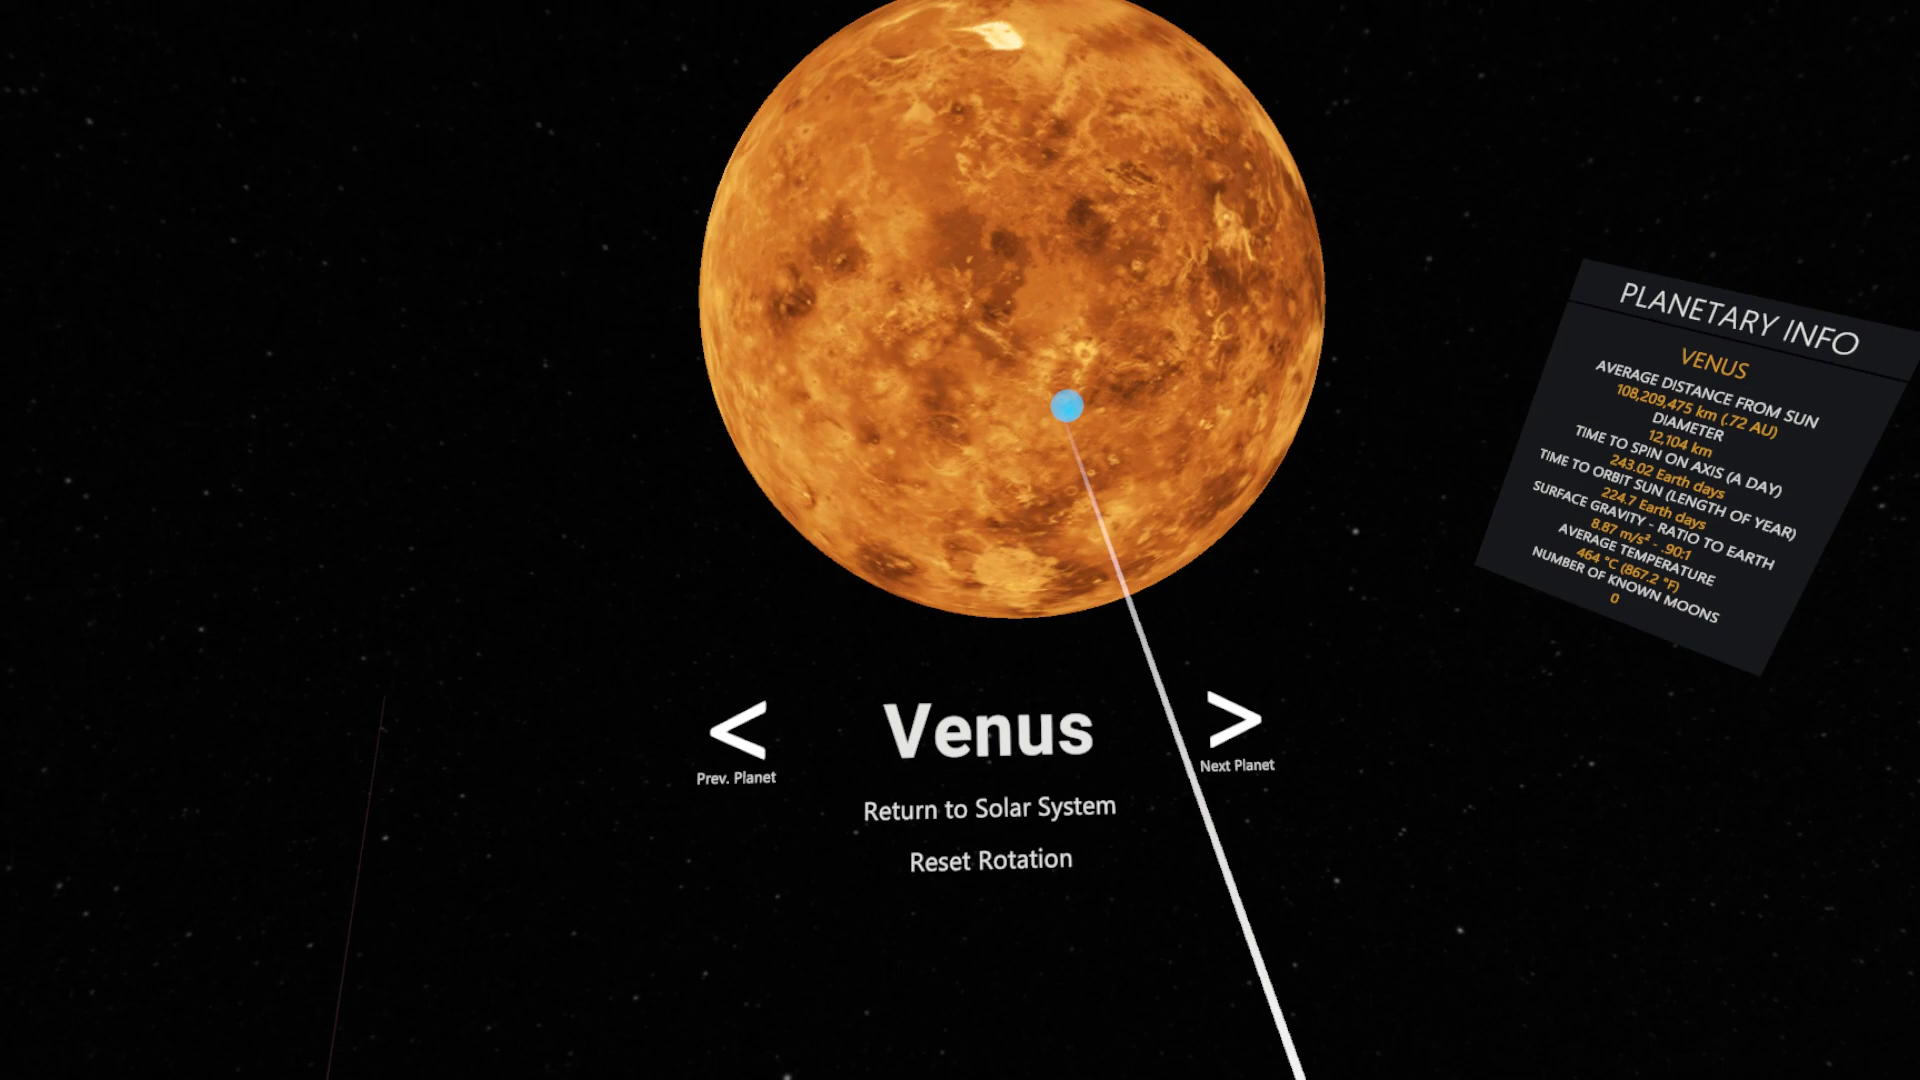 PLANETARY INFO
VENUS
AVERAGE DISTANCE FROM SUN
108,209,475 km (.72 AU)
DIAMETER
12,104 km
TIME TO SPIN ON AXIS (A DAY)
243.02 Earth days
TIME TO ORBIT SUN (LENGTH OF YEAR)
224.7 Earth days
SURFACE GRAVITY - RATIO TO EARTH
8.87 m/s² - .90:1
AVERAGE TEMPERATURE
464 °C (867.2 °F)
NUMBER OF KNOWN MOONS
0
< Venus >
Prev. Planet
Next Planet
Return to Solar System
Reset Rotation